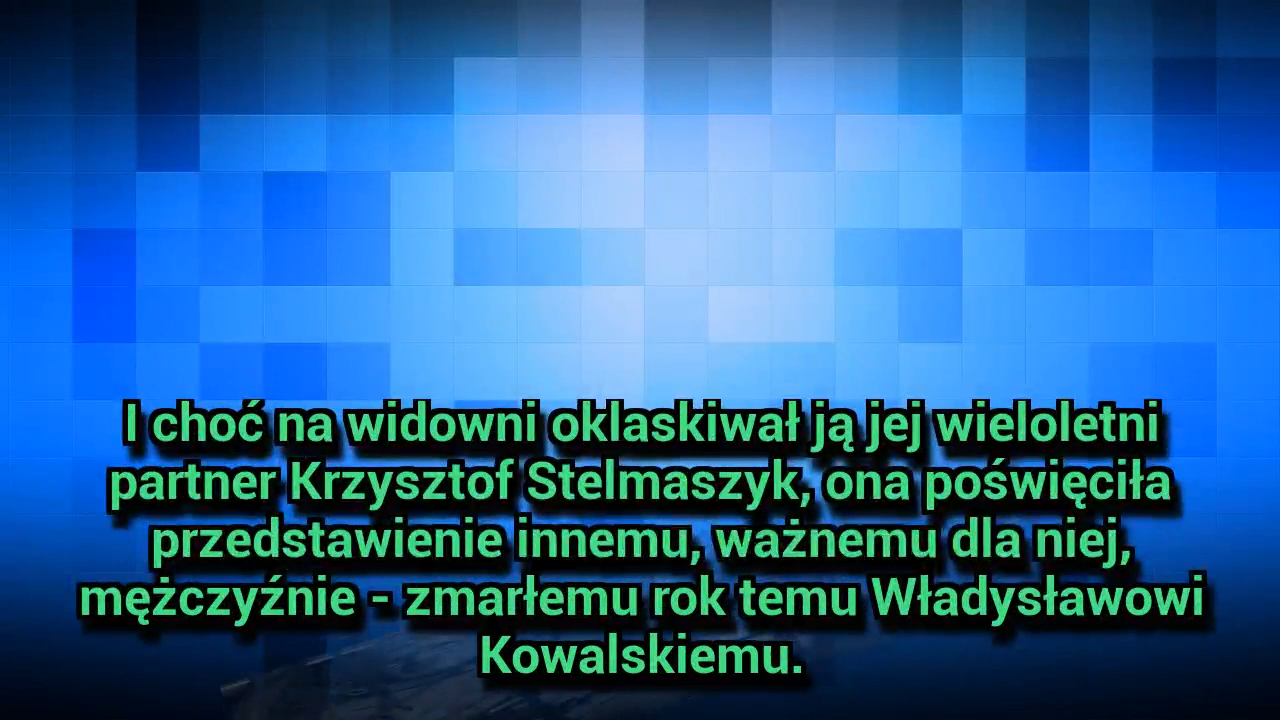 I choć na widowni oklaskiwał ją jej wieloletni
partner Krzysztof Stelmaszyk, ona poświęciła
przedstawienie innemu, ważnemu dla niej,
mężczyźnie - zmarłemu rok temu Władysławowi
Kowalskiemu.